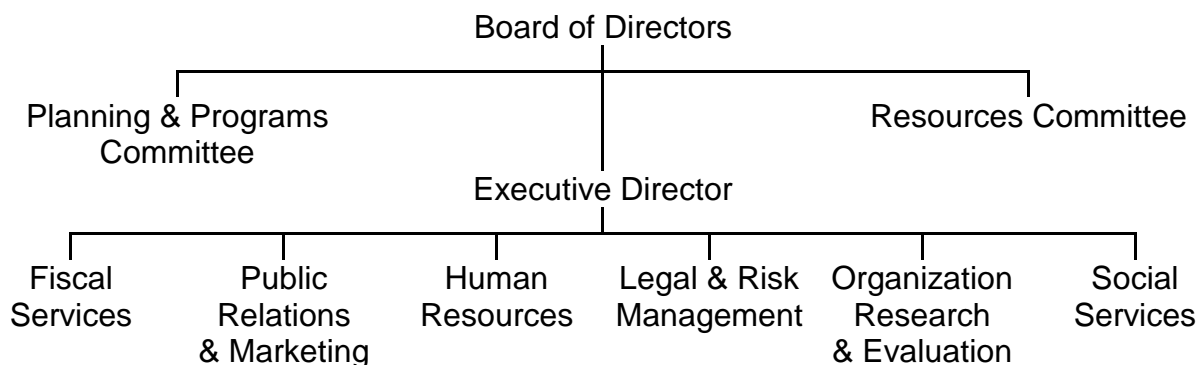 Board of Directors
Planning & Programs
Committee
Resources Committee
Executive Director
Fiscal
Services
Public
Relations
& Marketing
Human
Resources
Legal & Risk
Management
Organization
Research
& Evaluation
Social
Services